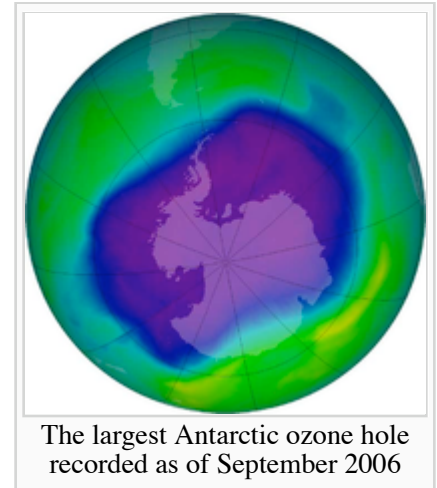 The largest Antarctic ozone hole
recorded as of September 2006